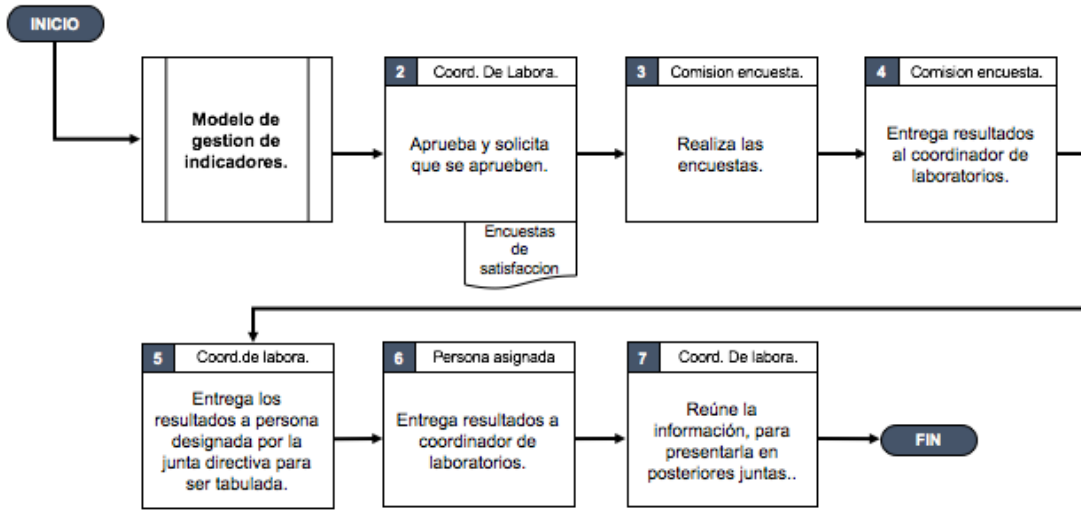 INICIO
Modelo de
gestion de
indicadores.
2 Coord. De Labora.
Aprueba y solicita
que se aprueben.
Encuestas
de
satisfaccion
3 Comision encuesta.
Realiza las
encuestas.
4 Comision encuesta.
Entrega resultados
al coordinador de
laboratorios.
5 Coord.de labora.
Entrega los
resultados a persona
designada por la
junta directiva para
ser tabulada.
6 Persona asignada
Entrega resultados a
coordinador de
laboratorios.
7 Coord. De labora.
Reúne la
información, para
presentarla en
posteriores juntas..
FIN